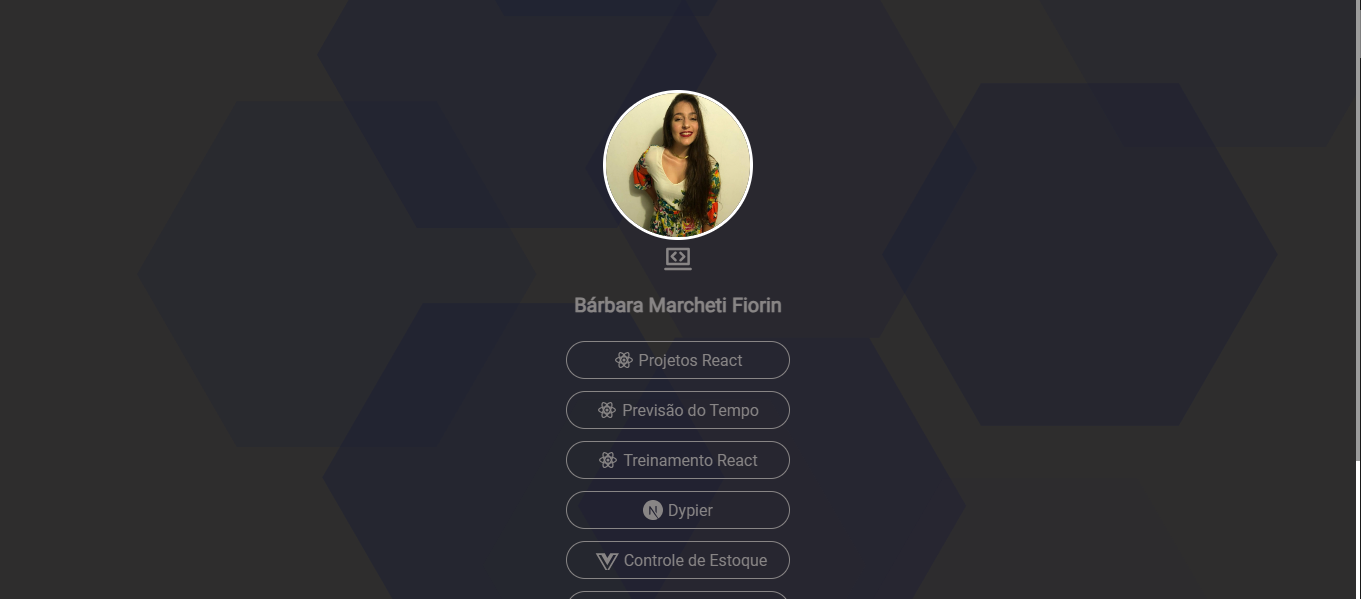 Bárbara Marcheti Fiorin
Projetos React
Previsão do Tempo
Treinamento React
Dypier
Controle de Estoque